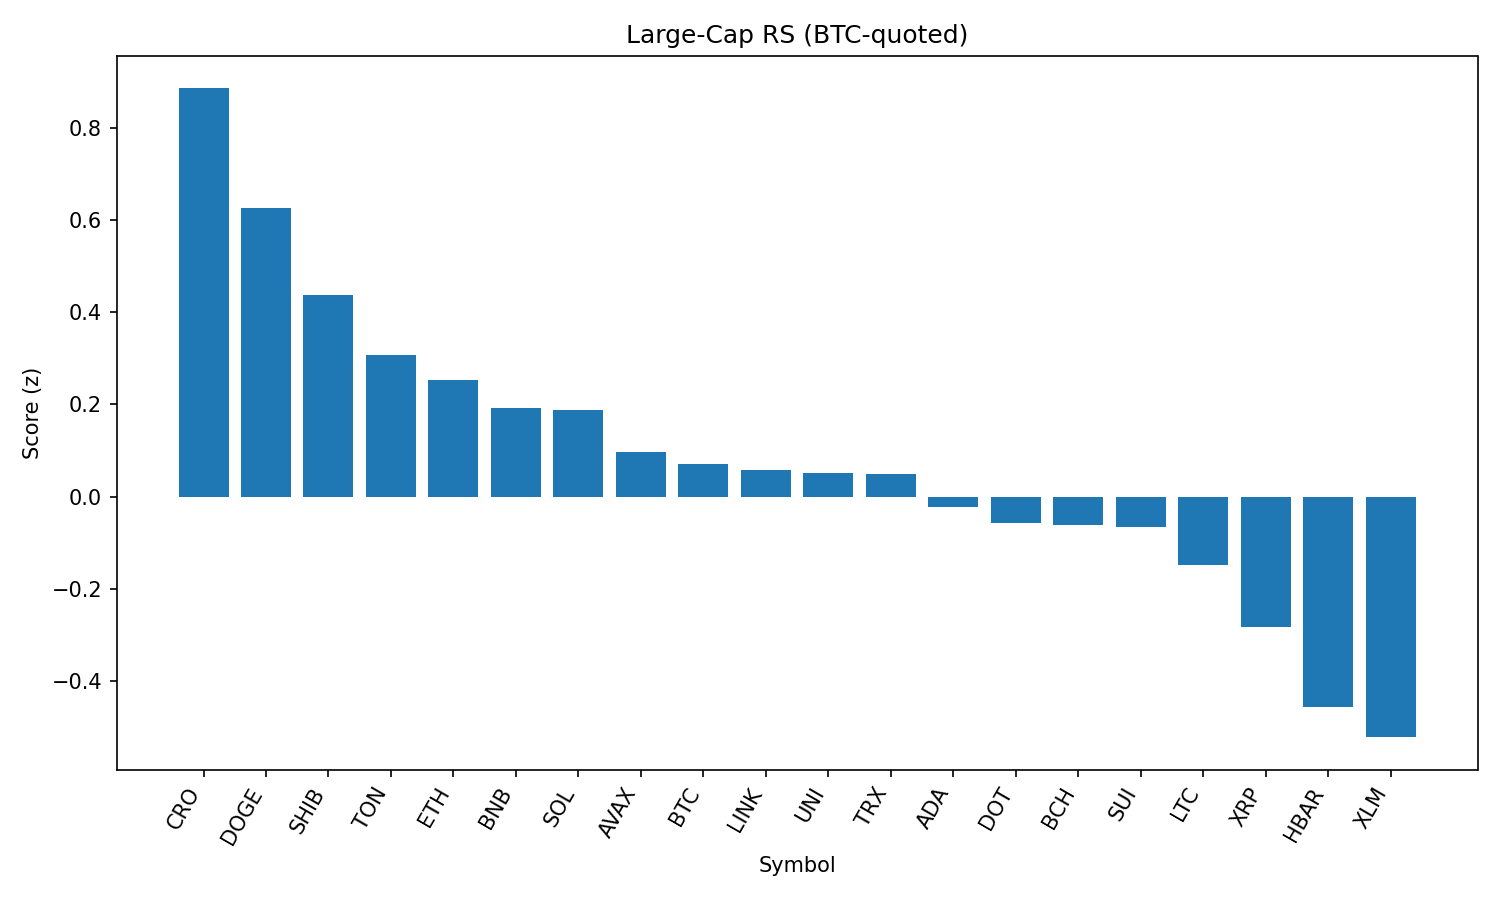 Large-Cap RS (BTC-quoted)
Score (z)
0.8
0.6
0.4
0.2
0.0
−0.2
−0.4
CRO
DOGE
SHIB
TON
ETH
BNB
SOL
AVAX
BTC
LINK
UNI
TRX
ADA
DOT
BCH
SUI
LTC
XRP
HBAR
XLM
Symbol